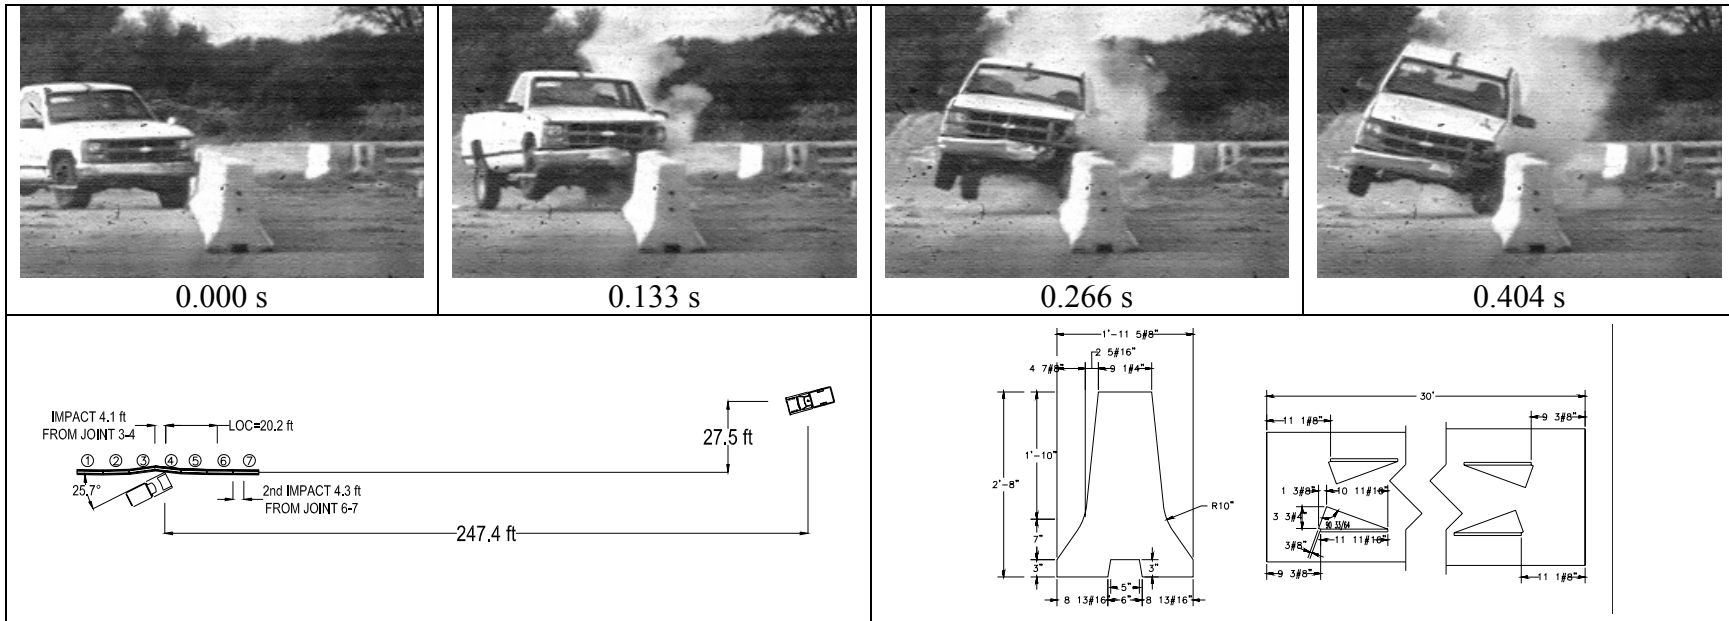 0.000 s
0.133 s
0.266 s
0.404 s
IMPACT 4.1 ft
FROM JOINT 3-4
LOC=20.2 ft
1 2 3 4 5 6 7
25.7°
2nd IMPACT 4.3 ft
FROM JOINT 6-7
27.5 ft
247.4 ft
1'-11 5#8"
2 5#16"
4 7#8"
9 1#4"
1'-10"
2'-8"
R10"
7"
3"
3"
5"
8 13#16"
6"
8 13#16"
30'
11 1#8"
9 3#8"
1 3#8"
10 11#16"
3 3#4"
90 33/64
3#8"
11 11#16"
9 3#8"
11 1#8"